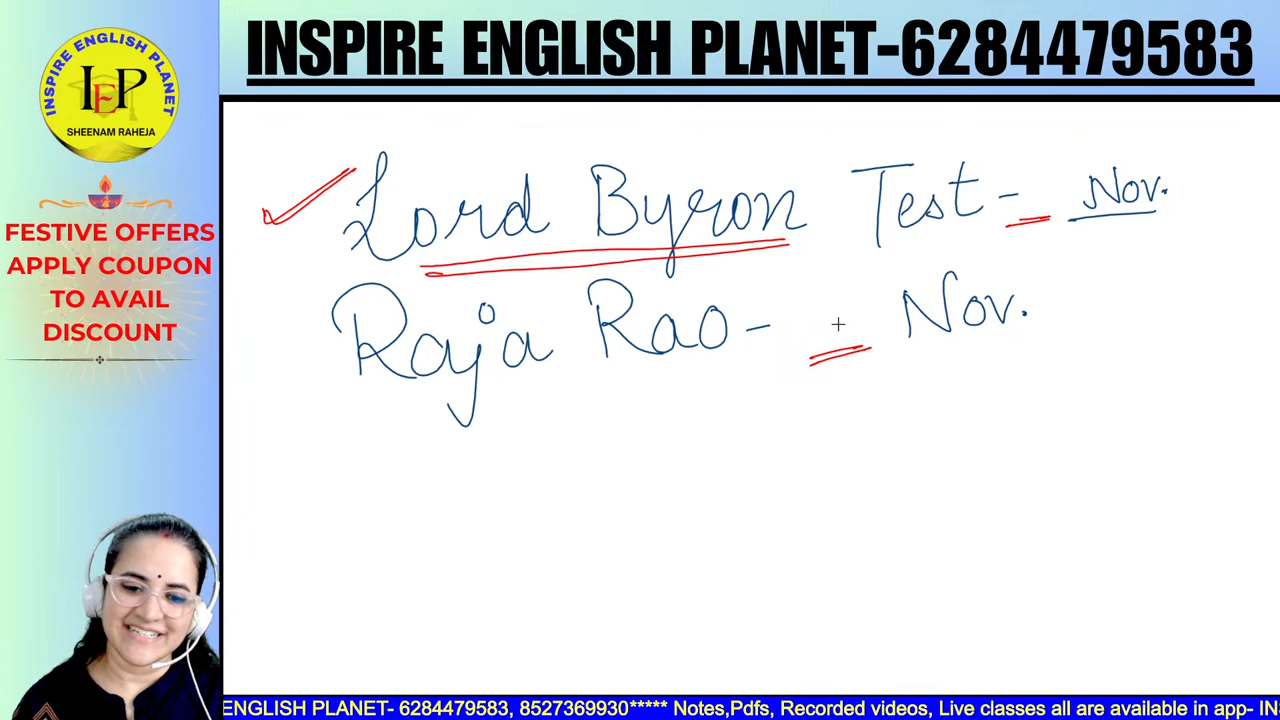 INSPIRE ENGLISH PLANET-6284479583
INSPIRE ENGLISH PLANET
IEP
SHEENAM RAHEJA
FESTIVE OFFERS
APPLY COUPON
TO AVAIL
DISCOUNT
Lord Byron Test- Nov.
Raja Rao- Nov.
ENGLISH PLANET- 6284479583, 8527369930***** Notes,Pdfs, Recorded videos, Live classes all are available in app- INS